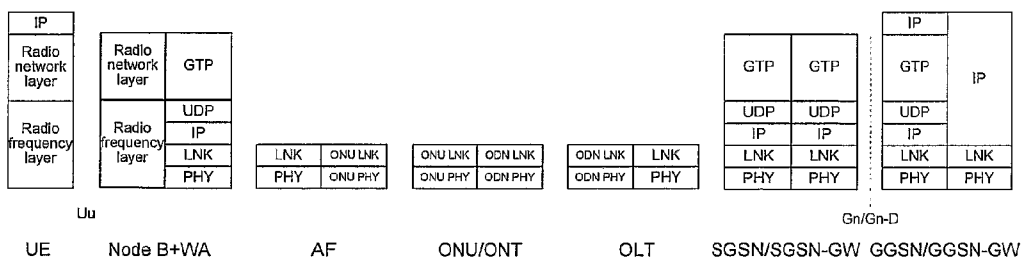 IP
Radio
network
layer
Radio
frequency
layer
Radio
network
layer
GTP
Radio
frequency
layer
UDP
IP
LNK
PHY
LNK
ONU LNK
PHY
ONU PHY
ONU LNK
ODN LNK
ONU PHY
ODN PHY
ODN LNK
LNK
ODN PHY
PHY
GTP
GTP
UDP
UDP
IP
IP
LNK
LNK
PHY
PHY
IP
GTP
IP
UDP
IP
LNK
LNK
PHY
PHY
Uu
Gn/Gn-D
UE
Node B+WA
AF
ONU/ONT
OLT
SGSN/SGSN-GW
GGSN/GGSN-GW